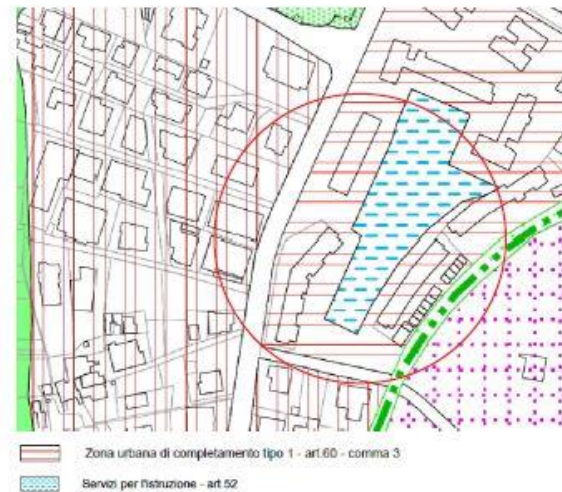 Zona urbana di completamento tipo 1 - art.60 - comma 3
Servizi per l'istruzione - art 52